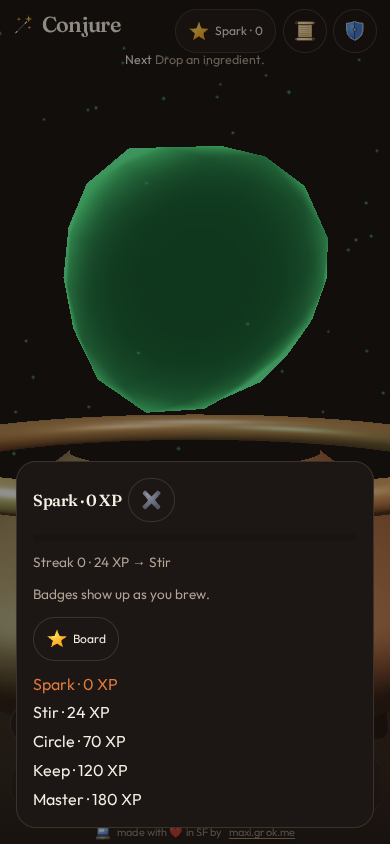 Conjure
Spark · 0
Next Drop an ingredient.
Spark · 0 XP
Streak 0 · 24 XP → Stir
Badges show up as you brew.
Board
Spark · 0 XP
Stir · 24 XP
Circle · 70 XP
Keep · 120 XP
Master · 180 XP
made with ❤️ in SF by maxi.grok.me